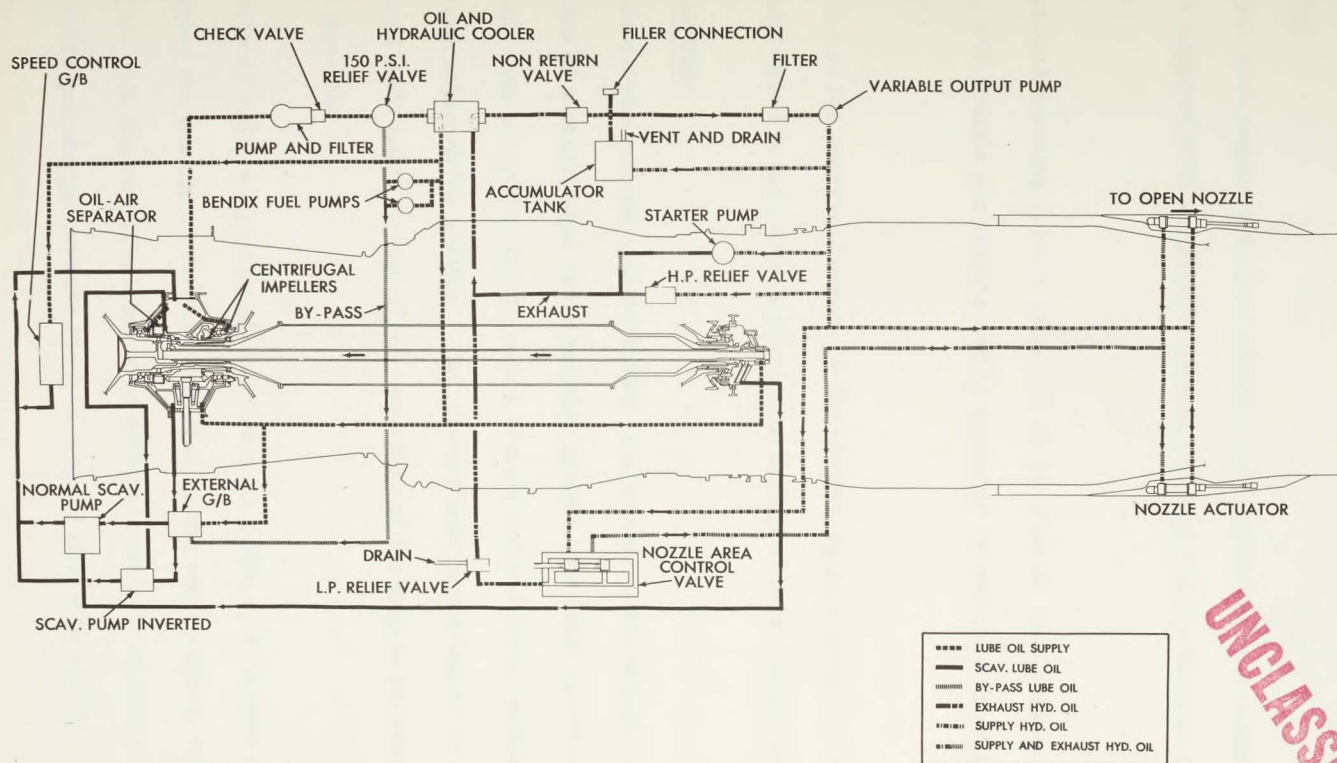 OIL AND
HYDRAULIC COOLER
CHECK VALVE
FILLER CONNECTION
SPEED CONTROL
G/B
150 P.S.I.
RELIEF VALVE
NON RETURN
VALVE
FILTER
VARIABLE OUTPUT PUMP
PUMP AND FILTER
VENT AND DRAIN
BENDIX FUEL PUMPS
ACCUMULATOR
TANK
OIL-AIR
SEPARATOR
STARTER PUMP
TO OPEN NOZZLE
CENTRIFUGAL
IMPELLERS
H.P. RELIEF VALVE
BY-PASS
EXHAUST
NORMAL SCAV.
PUMP
EXTERNAL
G/B
NOZZLE ACTUATOR
DRAIN
L.P. RELIEF VALVE
NOZZLE AREA
CONTROL
VALVE
SCAV. PUMP INVERTED
LUBE OIL SUPPLY
SCAV. LUBE OIL
BY-PASS LUBE OIL
EXHAUST HYD. OIL
SUPPLY HYD. OIL
SUPPLY AND EXHAUST HYD. OIL
UNCLASS